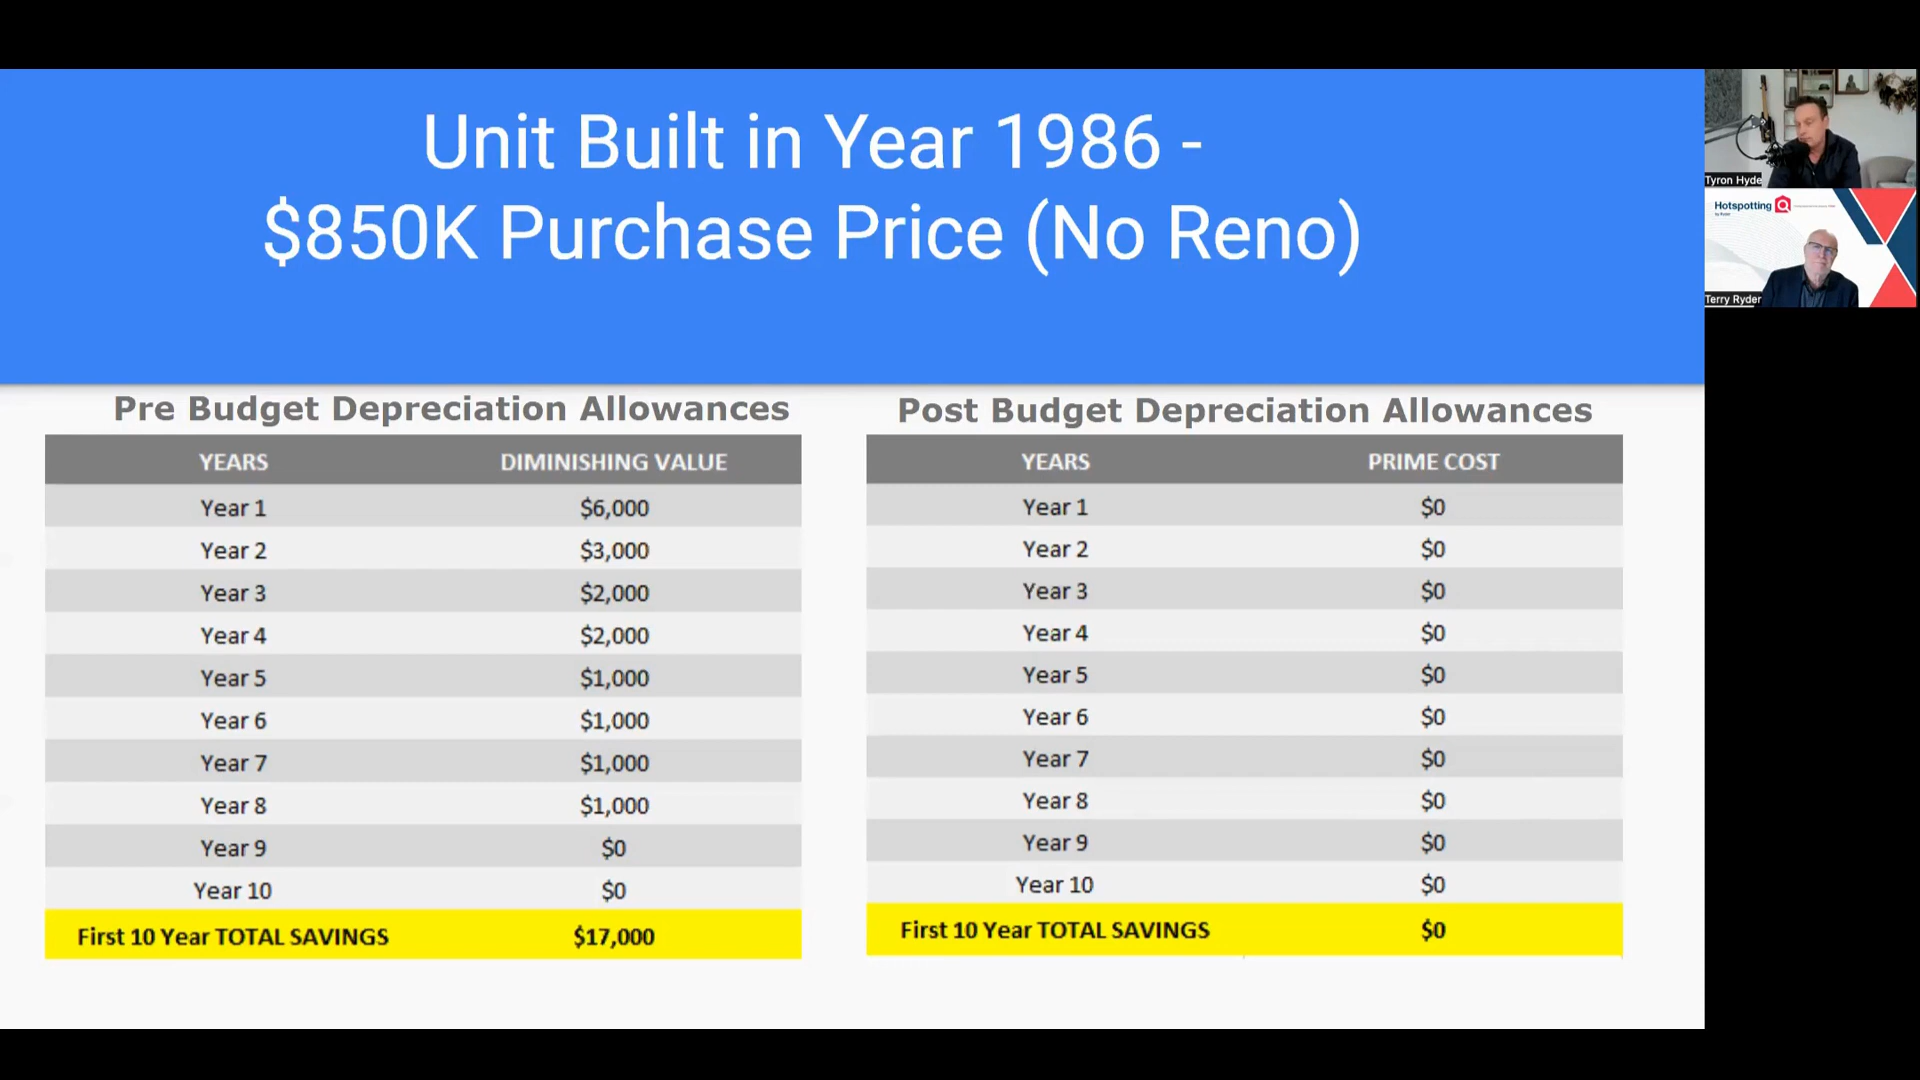 Unit Built in Year 1986 -
$850K Purchase Price (No Reno)
Pre Budget Depreciation Allowances
YEARS DIMINISHING VALUE
Year 1 $6,000
Year 2 $3,000
Year 3 $2,000
Year 4 $2,000
Year 5 $1,000
Year 6 $1,000
Year 7 $1,000
Year 8 $1,000
Year 9 $0
Year 10 $0
First 10 Year TOTAL SAVINGS $17,000
Post Budget Depreciation Allowances
YEARS PRIME COST
Year 1 $0
Year 2 $0
Year 3 $0
Year 4 $0
Year 5 $0
Year 6 $0
Year 7 $0
Year 8 $0
Year 9 $0
Year 10 $0
First 10 Year TOTAL SAVINGS $0
Tyron Hyde
Hotspotting
by Ryder
Terry Ryder